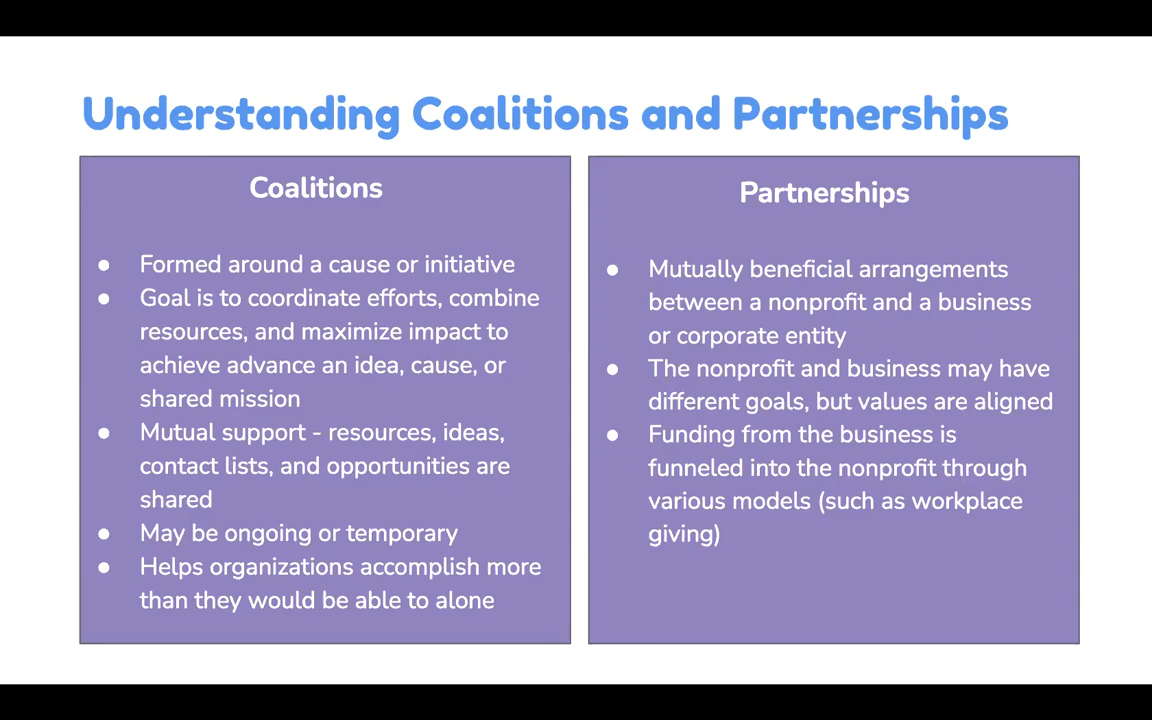 Understanding Coalitions and Partnerships
Coalitions
● Formed around a cause or initiative
● Goal is to coordinate efforts, combine
resources, and maximize impact to
achieve advance an idea, cause, or
shared mission
● Mutual support - resources, ideas,
contact lists, and opportunities are
shared
● May be ongoing or temporary
● Helps organizations accomplish more
than they would be able to alone
Partnerships
● Mutually beneficial arrangements
between a nonprofit and a business
or corporate entity
● The nonprofit and business may have
different goals, but values are aligned
● Funding from the business is
funneled into the nonprofit through
various models (such as workplace
giving)